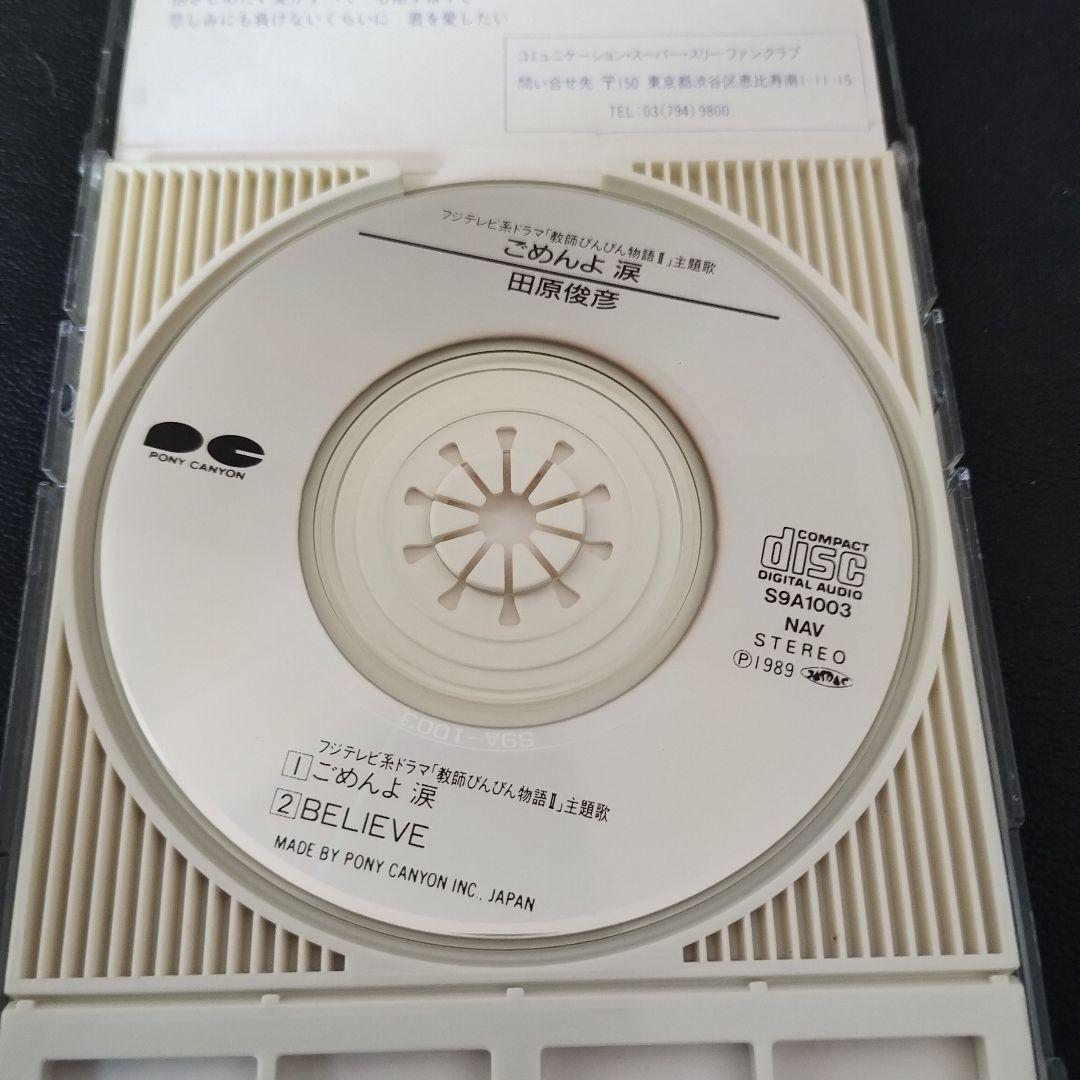 悲しみにも負けないくらいに 君を愛したい
コミュニケーション・スーパー・スリーファンクラブ
問い合せ先 〒150 東京都渋谷区恵比寿南1-11-15
TEL:03(794)9800
フジテレビ系ドラマ「教師びんびん物語Ⅱ」主題歌
ごめんよ 涙
田原俊彦
PONY CANYON
COMPACT
disc
DIGITAL AUDIO
S9A1003
NAV
STEREO
Ⓟ1989 JASRAC
S9A-1003
フジテレビ系ドラマ「教師びんびん物語Ⅱ」主題歌
1 ごめんよ 涙
2 BELIEVE
MADE BY PONY CANYON INC., JAPAN